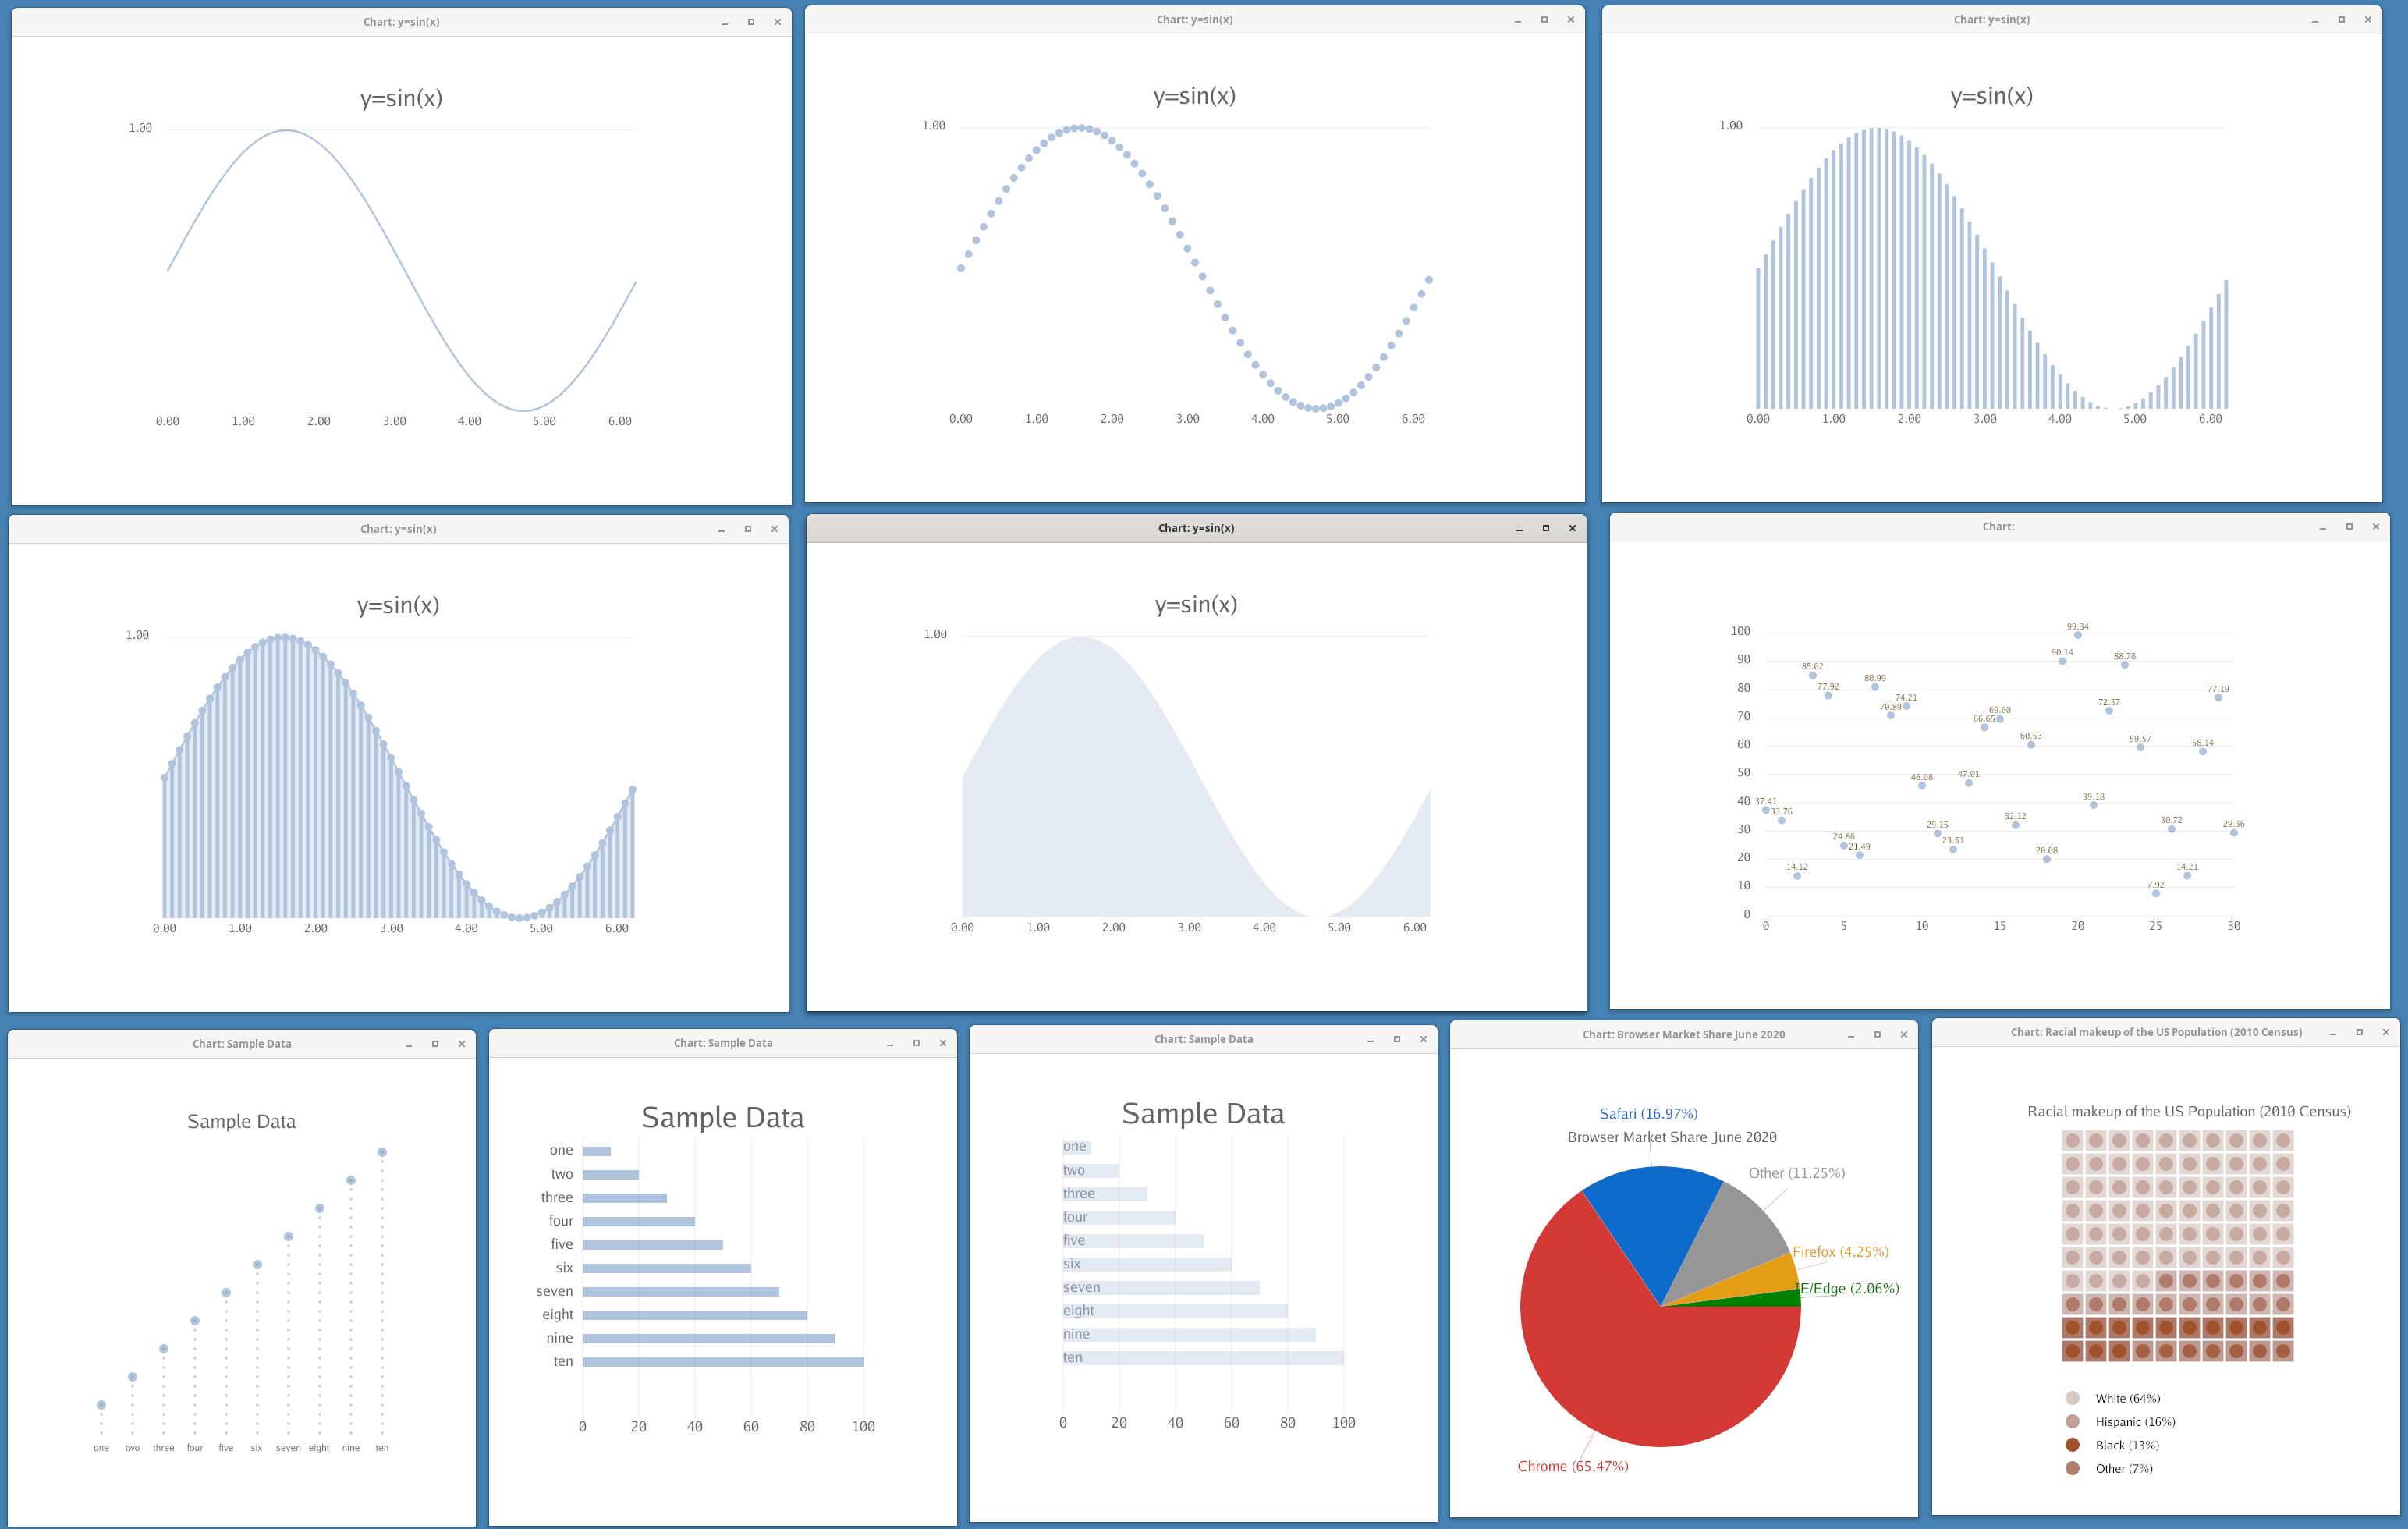 Chart: y=sin(x)
y=sin(x)
1.00
0.00 1.00 2.00 3.00 4.00 5.00 6.00
Chart: y=sin(x)
y=sin(x)
1.00
0.00 1.00 2.00 3.00 4.00 5.00 6.00
Chart: y=sin(x)
y=sin(x)
1.00
0.00 1.00 2.00 3.00 4.00 5.00 6.00
Chart: y=sin(x)
y=sin(x)
1.00
0.00 1.00 2.00 3.00 4.00 5.00 6.00
Chart: y=sin(x)
y=sin(x)
1.00
0.00 1.00 2.00 3.00 4.00 5.00 6.00
Chart:
99.34
100
90.14
88.78
90
85.02
80.99
77.92
77.19
80
74.21
72.57
70.89
69.60
66.65
70
60.53
59.57
58.14
60
50
47.01
46.08
40
37.41
39.18
33.76
32.12
30.72
30
29.15
29.36
24.86
23.51
21.49
20.08
20
14.12
14.21
10
7.92
0
0 5 10 15 20 25 30
Chart: Sample Data
Sample Data
one two three four five six seven eight nine ten
Chart: Sample Data
Sample Data
one
two
three
four
five
six
seven
eight
nine
ten
0 20 40 60 80 100
Chart: Sample Data
Sample Data
one
two
three
four
five
six
seven
eight
nine
ten
0 20 40 60 80 100
Chart: Browser Market Share June 2020
Safari (16.97%)
Browser Market Share June 2020
Other (11.25%)
Firefox (4.25%)
IE/Edge (2.06%)
Chrome (65.47%)
Chart: Racial makeup of the US Population (2010 Census)
Racial makeup of the US Population (2010 Census)
White (64%)
Hispanic (16%)
Black (13%)
Other (7%)